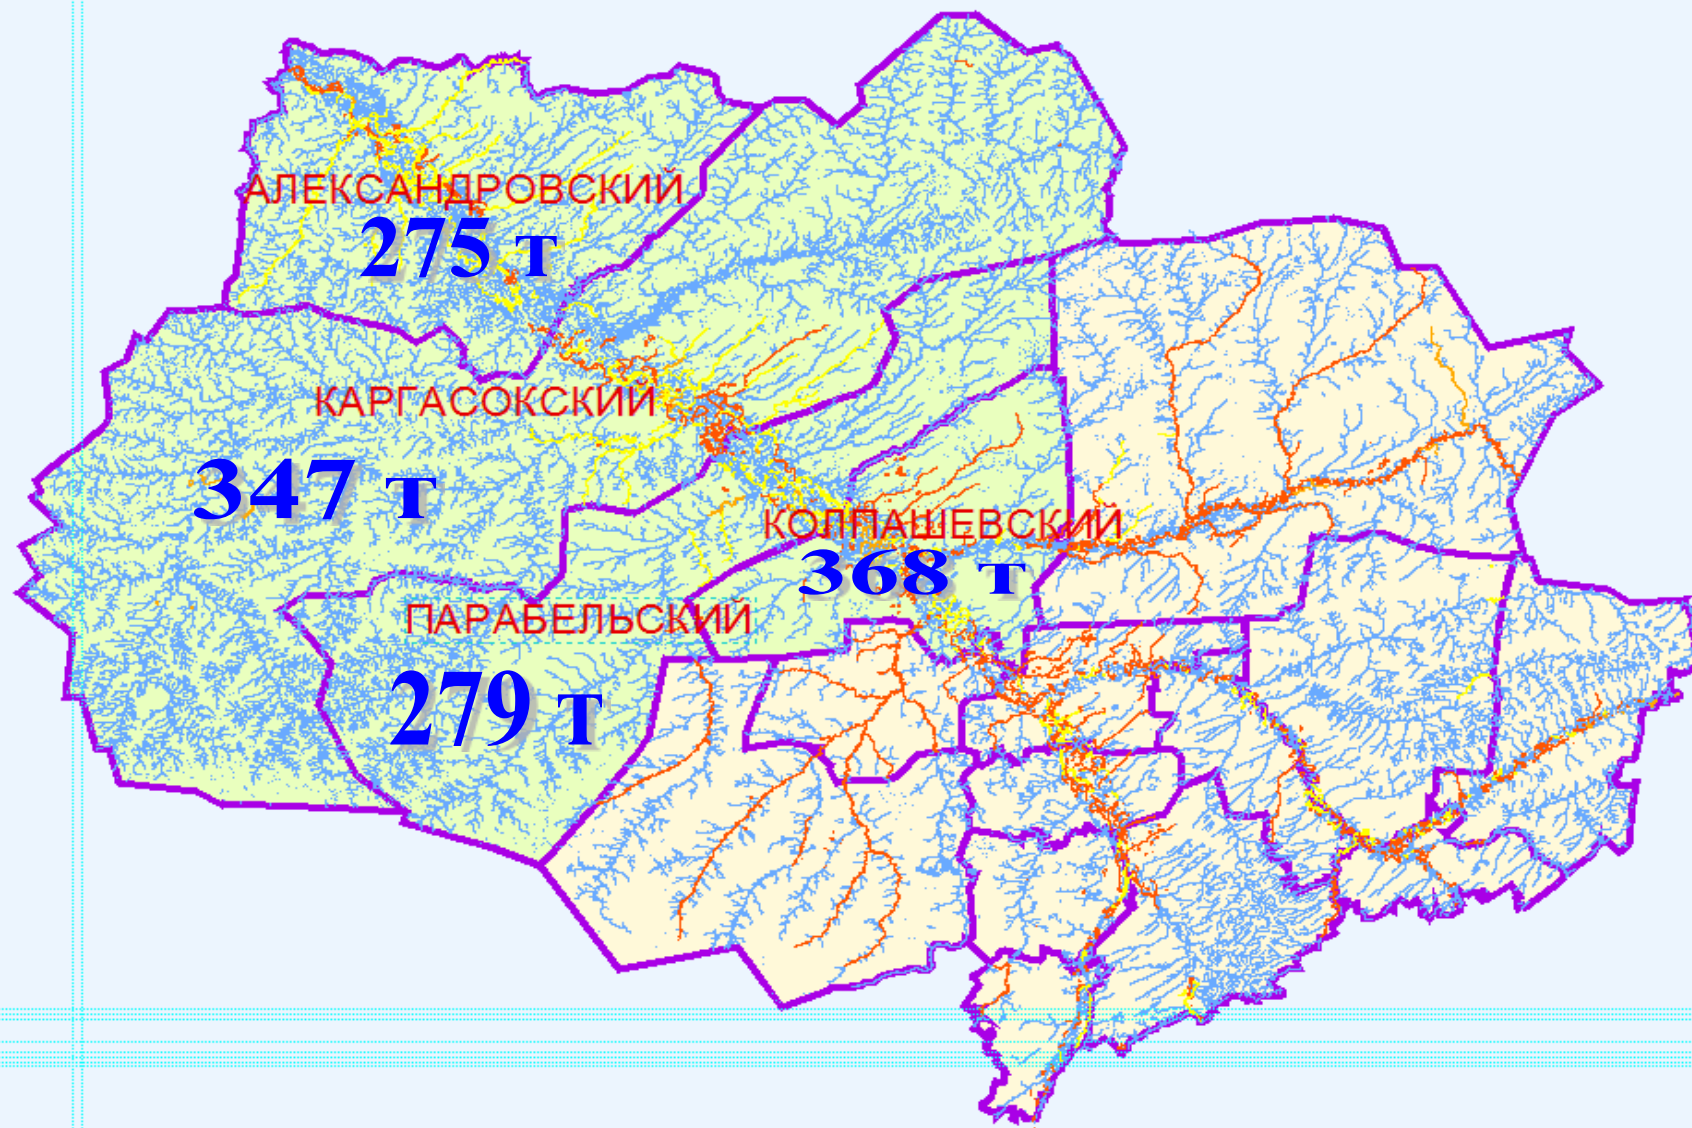 АЛЕКСАНДРОВСКИЙ
275 т
КАРГАСОКСКИЙ
347 т
КОЛПАШЕВСКИЙ
368 т
ПАРАБЕЛЬСКИЙ
279 т